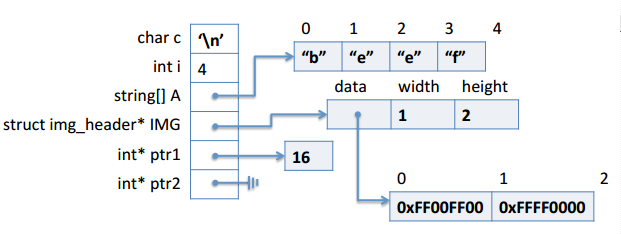 0 1 2 3 4
char c ‘\n’
“b” “e” “e” “f”
int i 4
string[] A
data width height
struct img_header* IMG
1 2
int* ptr1 16
int* ptr2
0 1 2
0xFF00FF00 0xFFFF0000